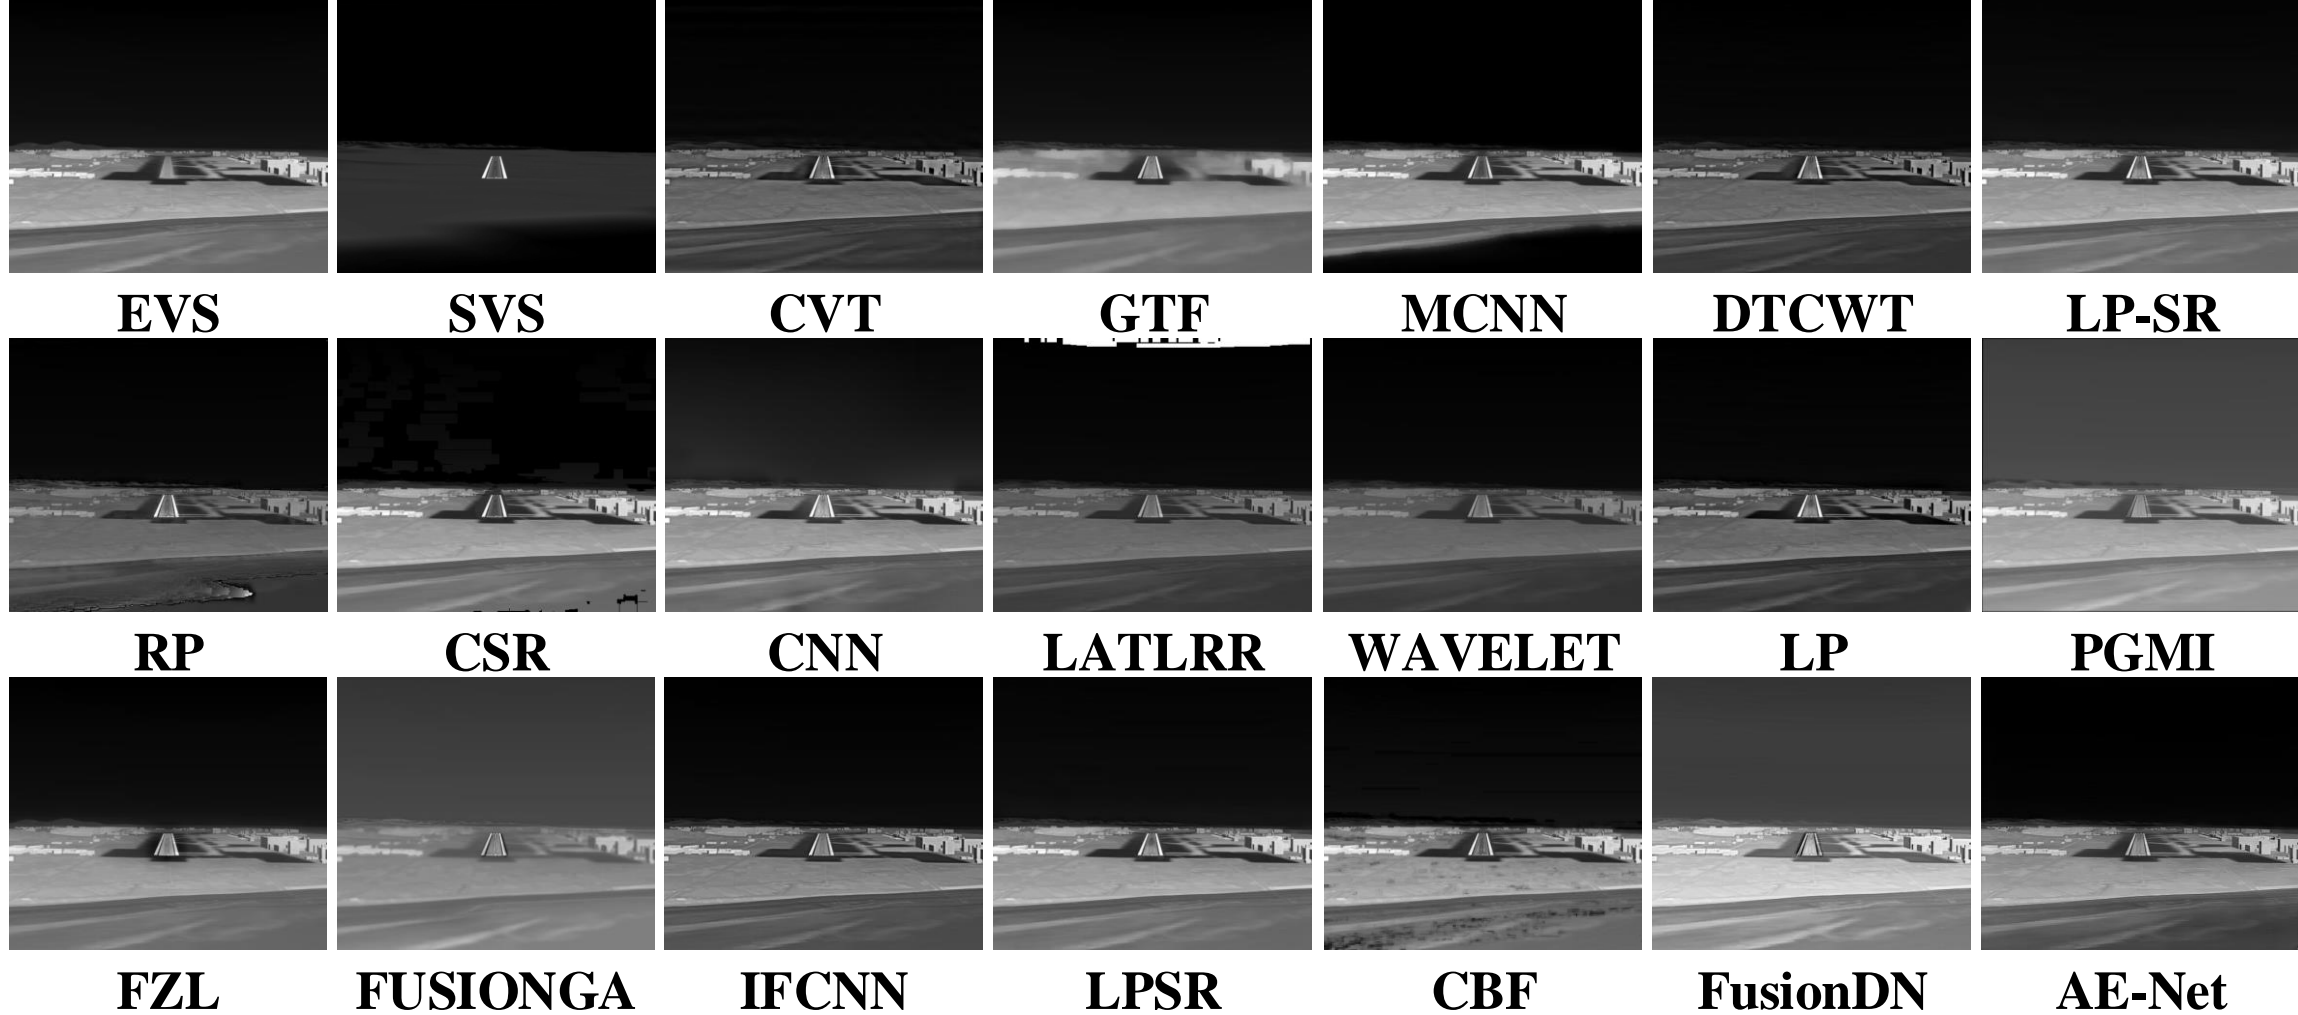 EVS SVS CVT GTF MCNN DTCWT LP-SR
RP CSR CNN LATLRR WAVELET LP PGMI
FZL FUSIONGA IFCNN LPSR CBF FusionDN AE-Net